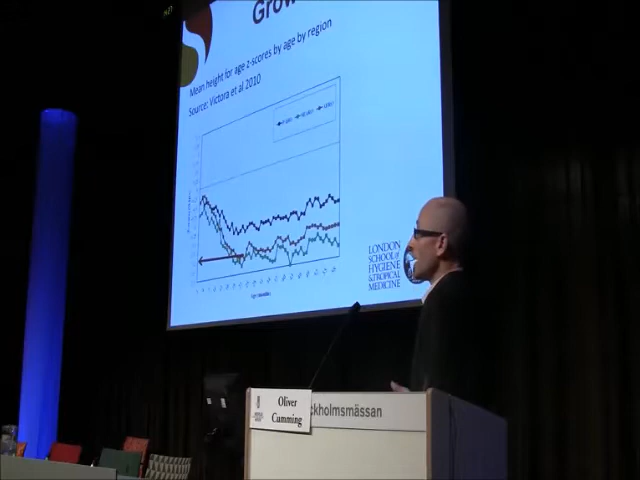 Grow
Mean height for age z-scores by age by region
Source: Victora et al 2010
LONDON
SCHOOL of
HYGIENE
& TROPICAL
MEDICINE
Oliver
Cumming
ckholmsmässan